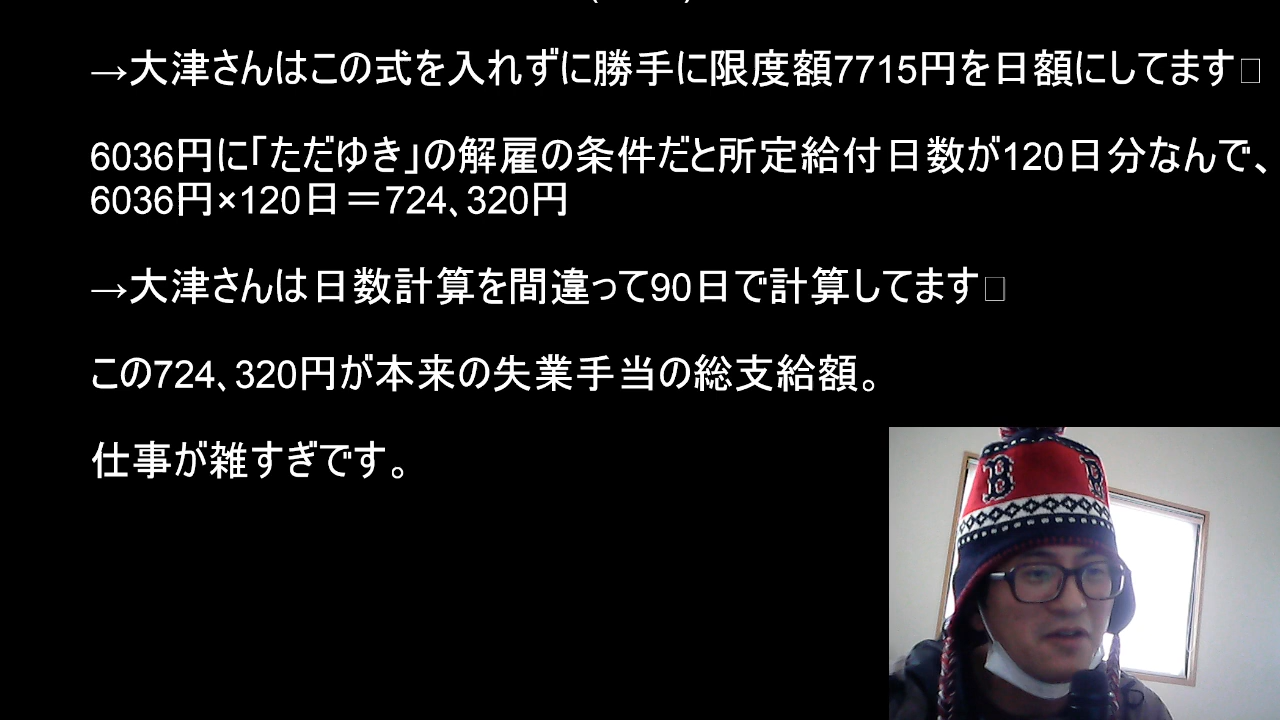 →大津さんはこの式を入れずに勝手に限度額7715円を日額にしてます□
6036円に「ただゆき」の解雇の条件だと所定給付日数が120日分なんで、
6036円×120日＝724、320円
→大津さんは日数計算を間違って90日で計算してます□
この724、320円が本来の失業手当の総支給額。
仕事が雑すぎです。
B